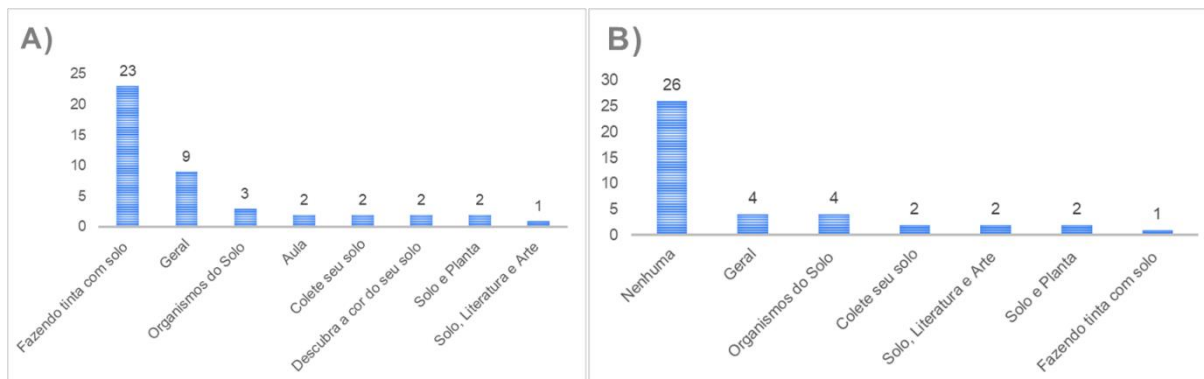 A)
25
20
15
10
5
0
23
9
3
2
2
2
2
1
Fazendo tinta com solo
Geral
Organismos do Solo
Aula
Colete seu solo
Descubra a cor do seu solo
Solo e Planta
Solo, Literatura e Arte
B)
30
25
20
15
10
5
0
26
4
4
2
2
2
1
Nenhuma
Geral
Organismos do Solo
Colete seu solo
Solo, Literatura e Arte
Solo e Planta
Fazendo tinta com solo